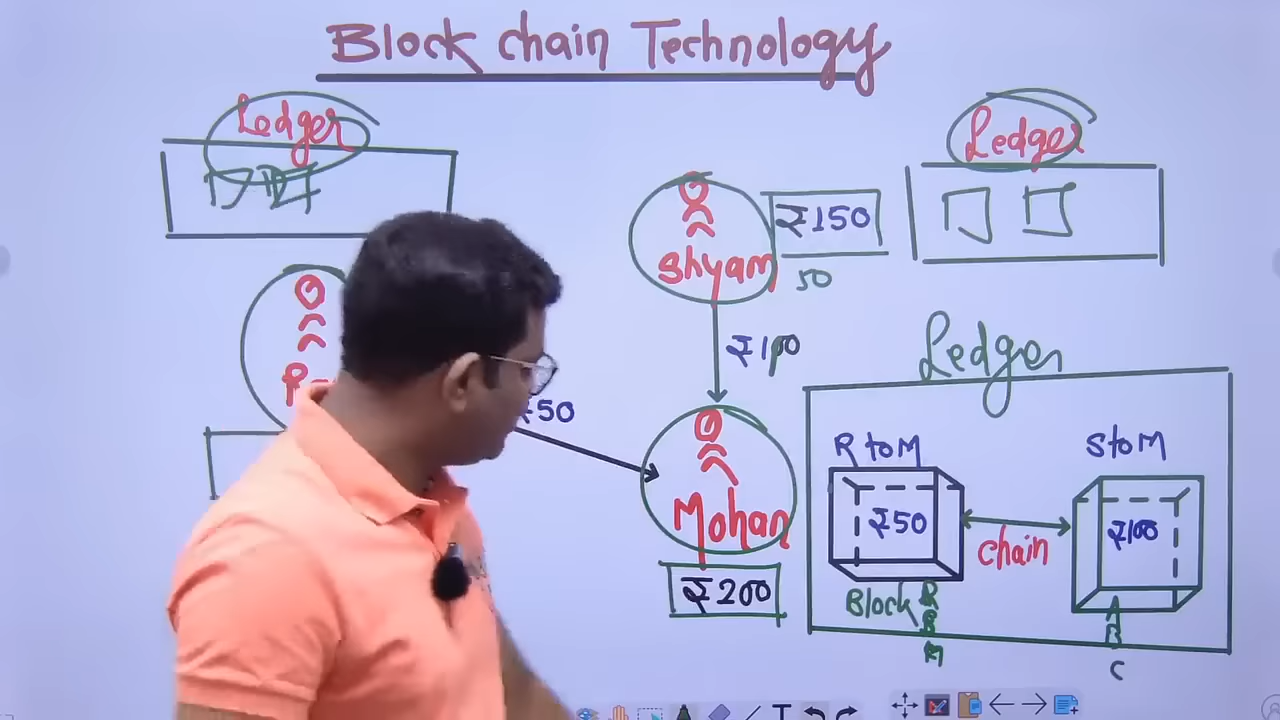 Block chain Technology
Ledger
Ledger
₹150
Shyam
50
₹100
Ledger
₹50
R to M
S to M
Mohan
₹50
chain
₹100
₹200
Block
R
S
M
A
B
C